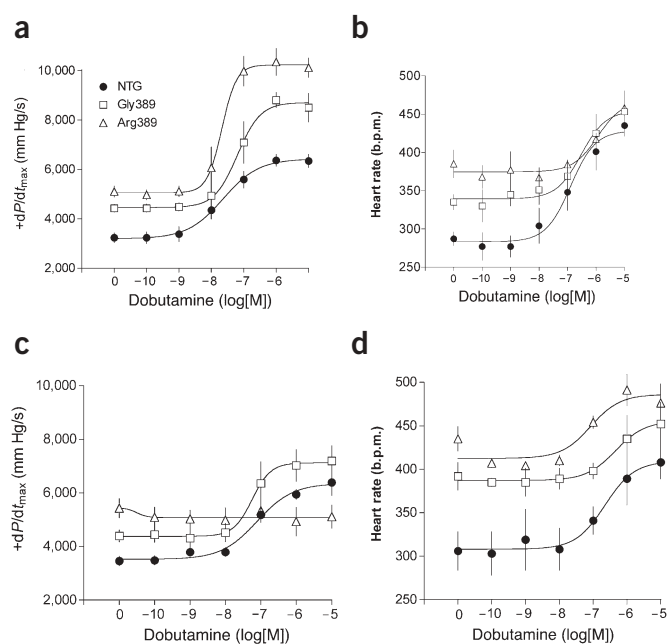 a
+dP/dtmax (mm Hg/s)
10,000
8,000
6,000
4,000
2,000
NTG
Gly389
Arg389
0 −10 −9 −8 −7 −6
Dobutamine (log[M])
b
Heart rate (b.p.m.)
500
450
400
350
300
250
0 −10 −9 −8 −7 −6 −5
Dobutamine (log[M])
c
+dP/dtmax (mm Hg/s)
10,000
8,000
6,000
4,000
2,000
0 −10 −9 −8 −7 −6 −5
Dobutamine (log[M])
d
Heart rate (b.p.m.)
500
450
400
350
300
250
0 −10 −9 −8 −7 −6 −5
Dobutamine (log[M])